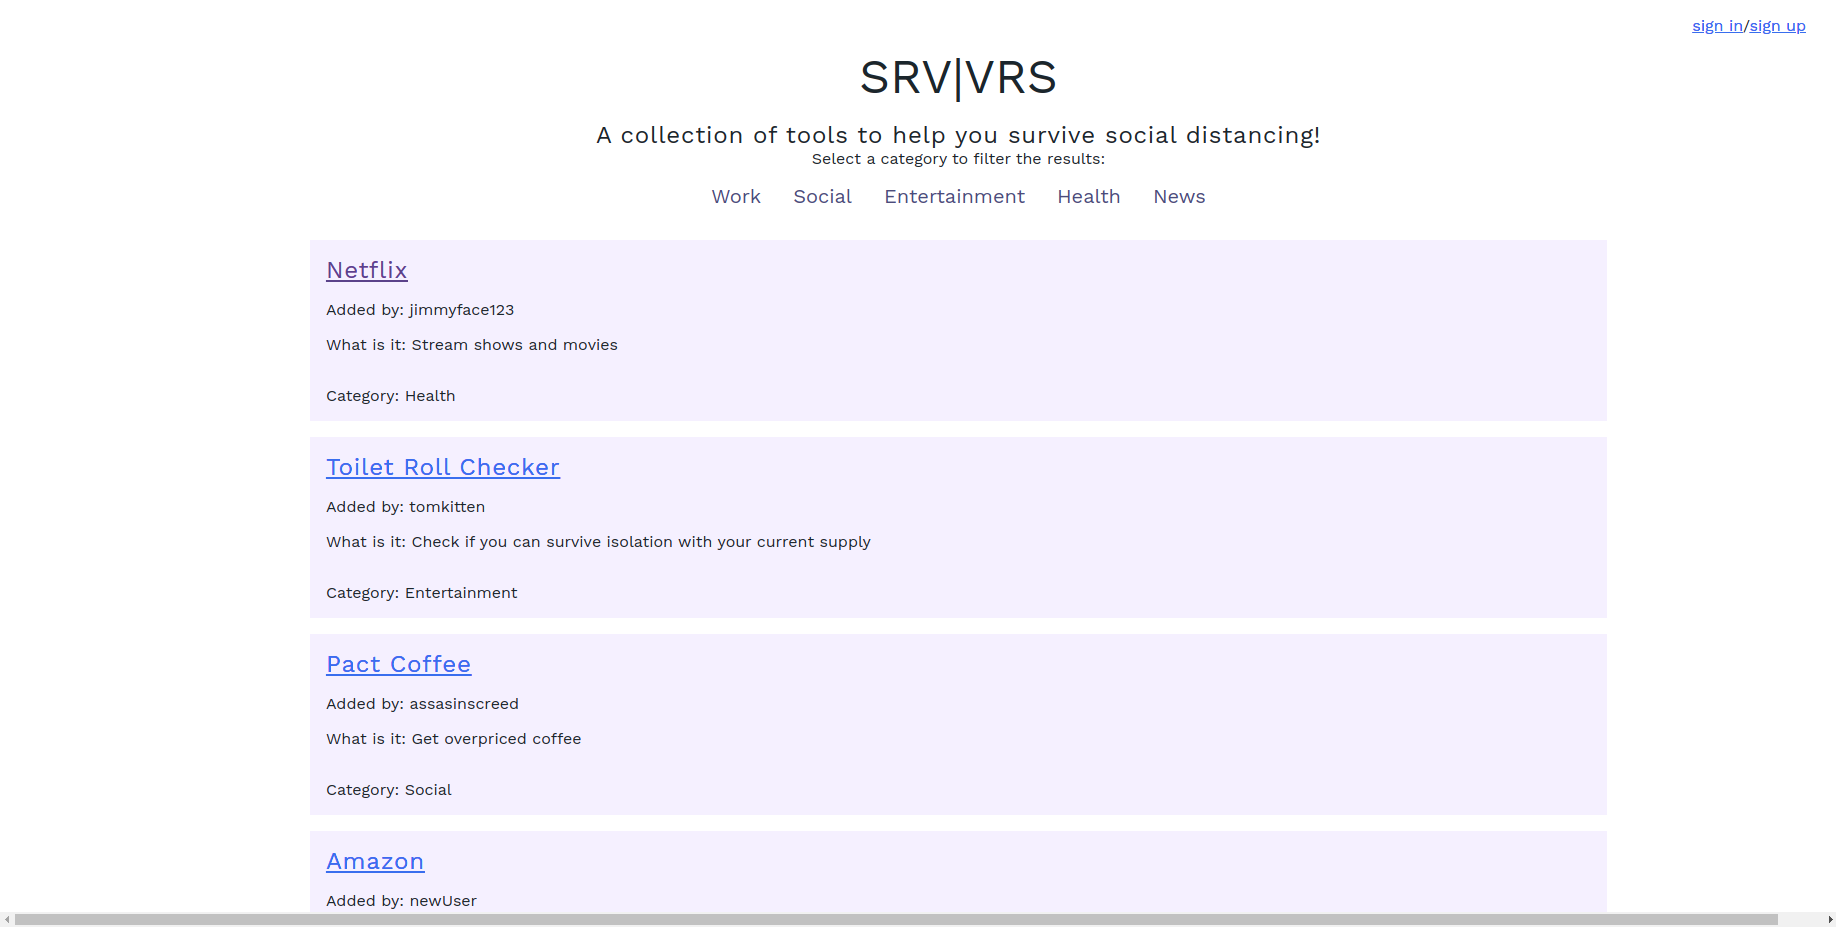 sign in/sign up
SRV|VRS
A collection of tools to help you survive social distancing!
Select a category to filter the results:
Work Social Entertainment Health News
Netflix
Added by: jimmyface123
What is it: Stream shows and movies
Category: Health
Toilet Roll Checker
Added by: tomkitten
What is it: Check if you can survive isolation with your current supply
Category: Entertainment
Pact Coffee
Added by: assasinscreed
What is it: Get overpriced coffee
Category: Social
Amazon
Added by: newUser